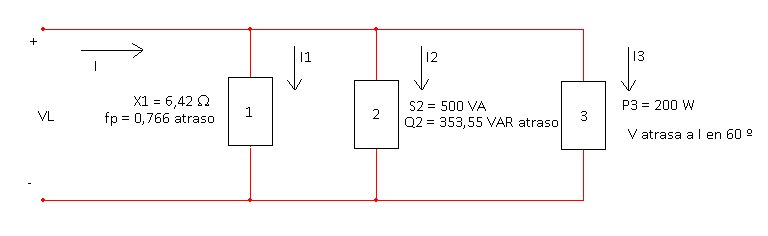 +
I
I1
I2
I3
VL
X1 = 6,42 Ω
fp = 0,766 atraso
1
2
S2 = 500 VA
Q2 = 353,55 VAR atraso
3
P3 = 200 W
V atrasa a I en 60 º
-